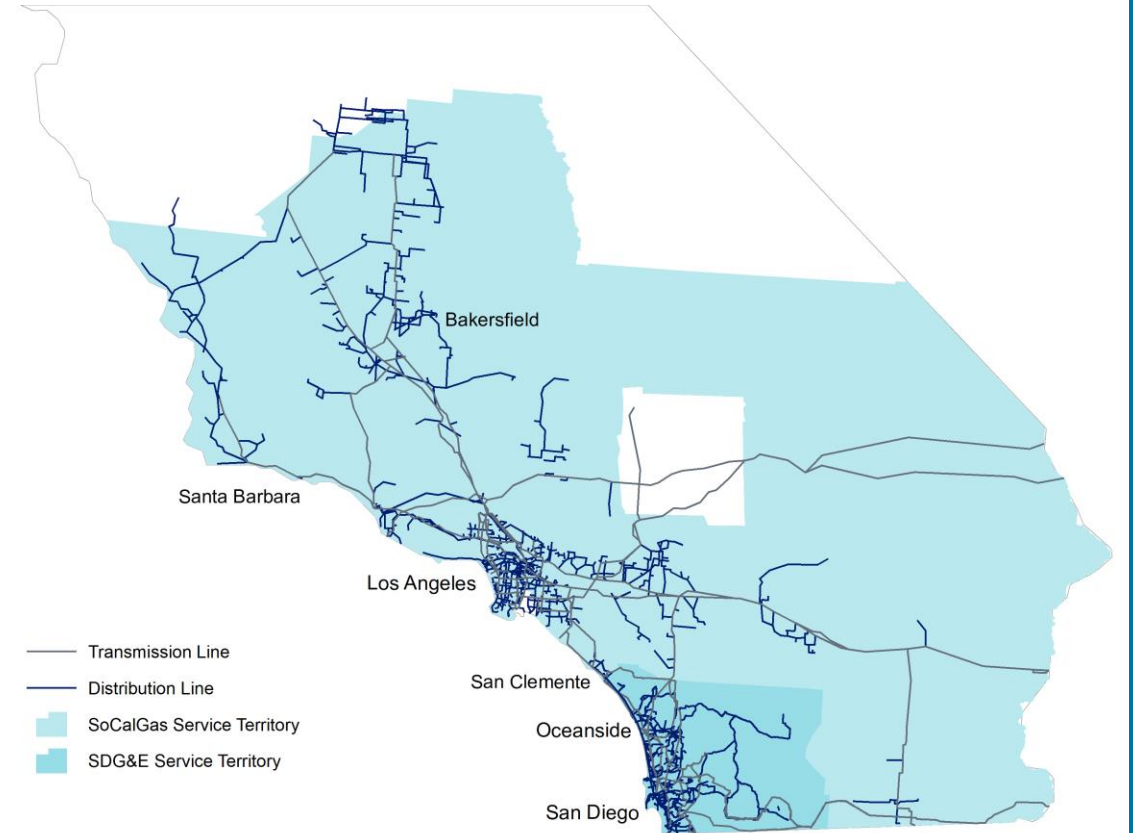 Bakersfield
Santa Barbara
Los Angeles
Transmission Line
Distribution Line
SoCalGas Service Territory
SDG&E Service Territory
San Clemente
Oceanside
San Diego